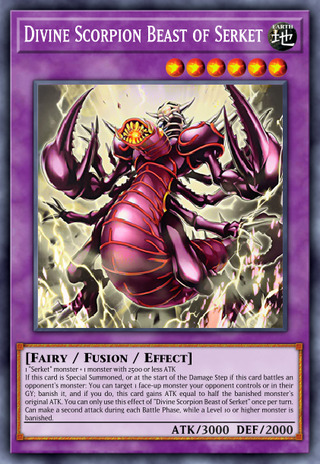 Divine Scorpion Beast of Serket
EARTH
地
[Fairy / Fusion / Effect]
1 "Serket" monster + 1 monster with 2500 or less ATK
If this card is Special Summoned, or at the start of the Damage Step if this card battles an
opponent's monster: You can target 1 face-up monster your opponent controls or in their
GY; banish it, and if you do, this card gains ATK equal to half the banished monster's
original ATK. You can only use this effect of "Divine Scorpion Beast of Serket" once per turn.
Can make a second attack during each Battle Phase, while a Level 10 or higher monster is
banished.
ATK/3000 DEF/2000